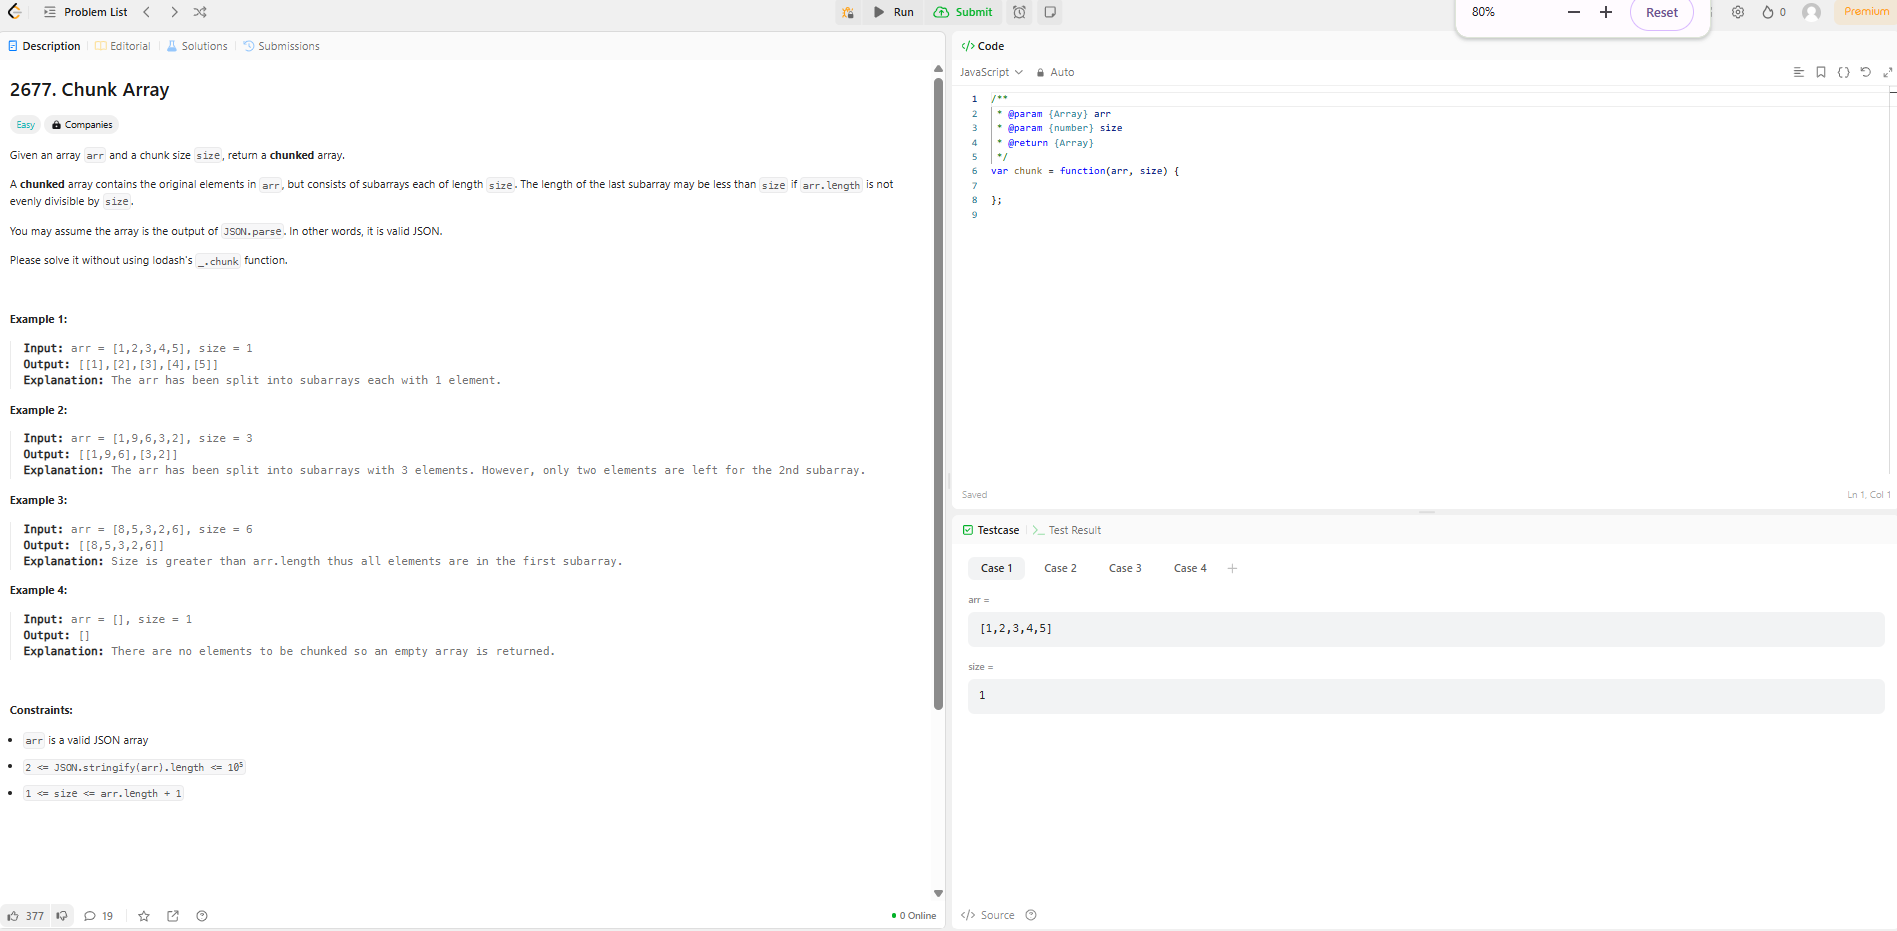 Problem List
Run
Submit
80%
Reset
0
Premium
Description
Editorial
Solutions
Submissions
2677. Chunk Array
Easy
Companies
Given an array arr and a chunk size size, return a chunked array.
A chunked array contains the original elements in arr, but consists of subarrays each of length size. The length of the last subarray may be less than size if arr.length is not
evenly divisible by size.
You may assume the array is the output of JSON.parse. In other words, it is valid JSON.
Please solve it without using lodash's _.chunk function.
Example 1:
Input: arr = [1,2,3,4,5], size = 1
Output: [[1],[2],[3],[4],[5]]
Explanation: The arr has been split into subarrays each with 1 element.
Example 2:
Input: arr = [1,9,6,3,2], size = 3
Output: [[1,9,6],[3,2]]
Explanation: The arr has been split into subarrays with 3 elements. However, only two elements are left for the 2nd subarray.
Example 3:
Input: arr = [8,5,3,2,6], size = 6
Output: [[8,5,3,2,6]]
Explanation: Size is greater than arr.length thus all elements are in the first subarray.
Example 4:
Input: arr = [], size = 1
Output: []
Explanation: There are no elements to be chunked so an empty array is returned.
Constraints:
• arr is a valid JSON array
• 2 <= JSON.stringify(arr).length <= 10⁵
• 1 <= size <= arr.length + 1
377
19
0 Online
</> Code
JavaScript
Auto
1 /**
2  * @param {Array} arr
3  * @param {number} size
4  * @return {Array}
5  */
6 var chunk = function(arr, size) {
7
8 };
9
Saved
Ln 1, Col 1
Testcase
>_ Test Result
Case 1
Case 2
Case 3
Case 4
+
arr =
[1,2,3,4,5]
size =
1
</> Source